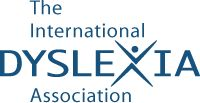 The
International
DYSLEXIA
Association